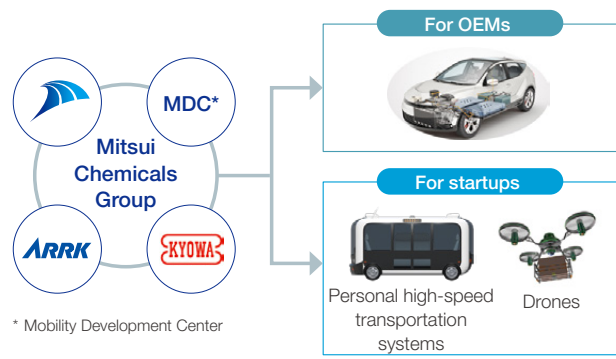 For OEMs
MDC*
Mitsui
Chemicals
Group
ARRK
KYOWA
* Mobility Development Center
For startups
Personal high-speed
transportation
systems
Drones